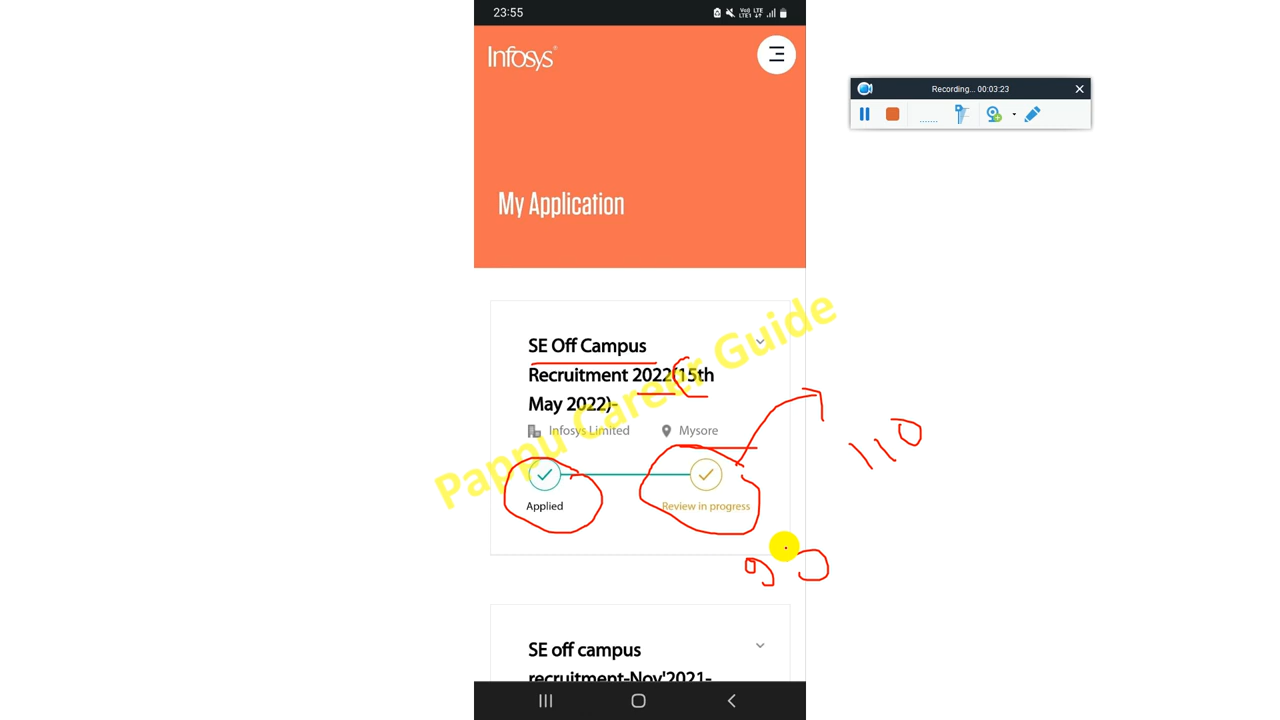 23:55
Infosys
Recording... 00:03:23
My Application
SE Off Campus
Recruitment 2022(15th
May 2022)-
Infosys Limited Mysore
Applied Review in progress
110
Pappu Career Guide
SE off campus
recruitment-Nov'2021-